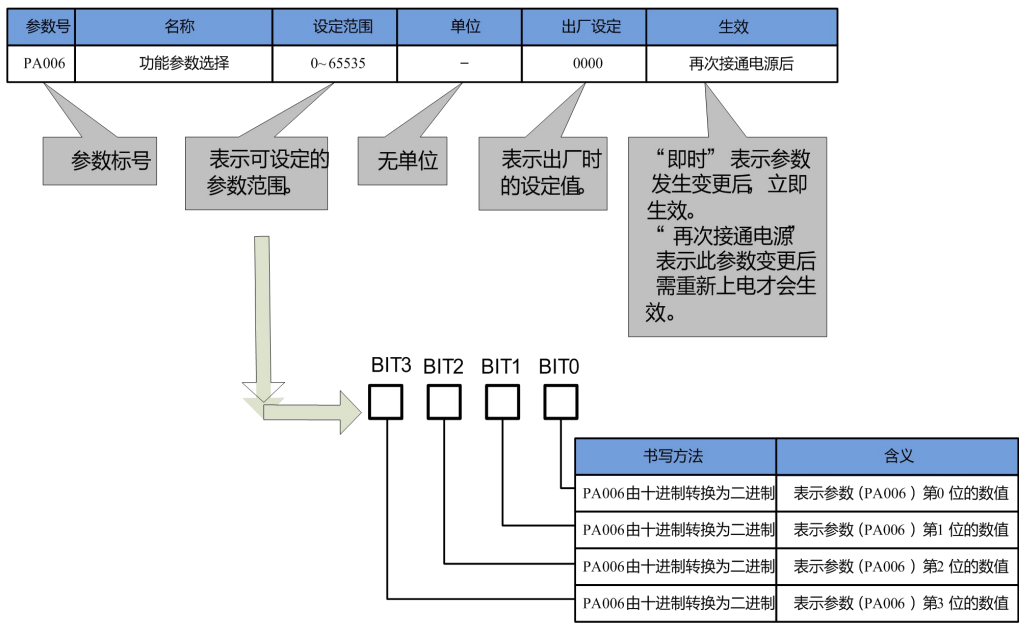 参数号 名称 设定范围 单位 出厂设定 生效
PA006 功能参数选择 0~65535 － 0000 再次接通电源后
参数标号
表示可设定的
参数范围。
无单位
表示出厂时
的设定值。
“即时”表示参数
发生变更后，立即
生效。
“再次接通电源”
表示此参数变更后
需重新上电才会生
效。
BIT3 BIT2 BIT1 BIT0
书写方法 含义
PA006由十进制转换为二进制 表示参数（PA006）第0 位的数值
PA006由十进制转换为二进制 表示参数（PA006）第1 位的数值
PA006由十进制转换为二进制 表示参数（PA006）第2 位的数值
PA006由十进制转换为二进制 表示参数（PA006）第3 位的数值